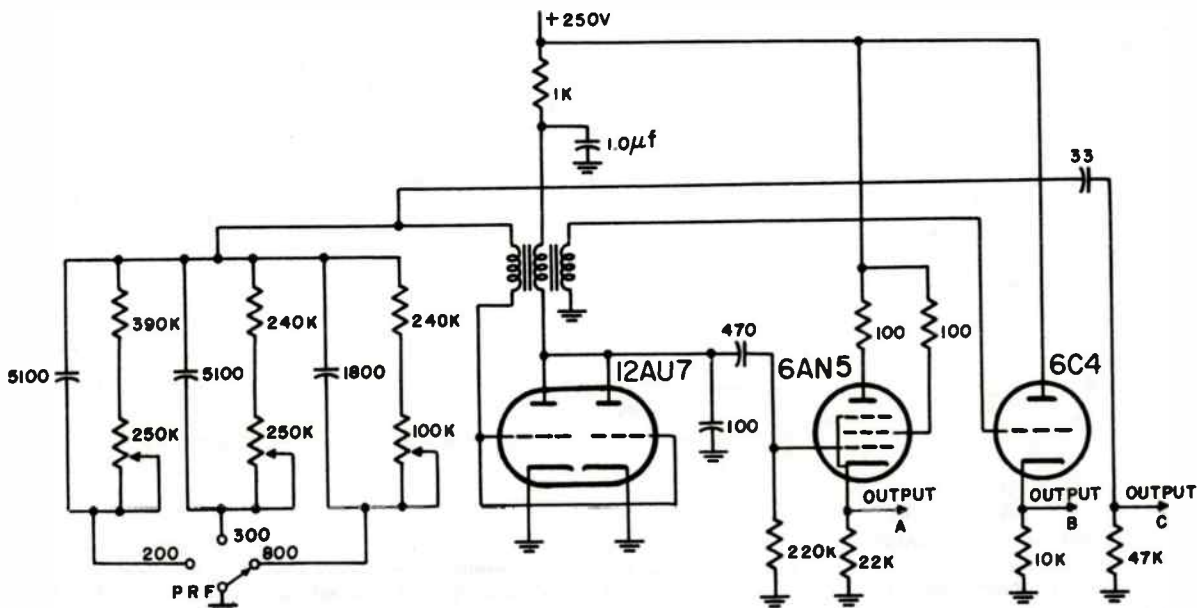 +250V
1K
1.0μf
33
390K
240K
240K
5100
5100
1800
250K
250K
100K
470
12AU7
6AN5
6C4
100
100
100
OUTPUT
A
OUTPUT
B
OUTPUT
C
200
300
800
PRF
220K
22K
10K
47K